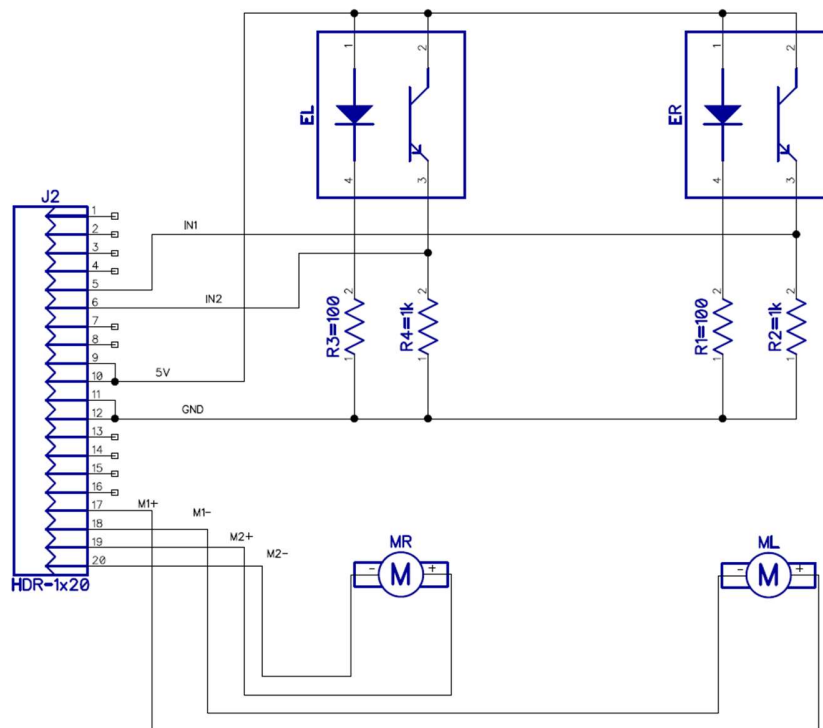 1
2
EL
4
3
1
2
ER
4
3
J2
1
2
3
4
5
6
7
8
9
10
11
12
13
14
15
16
17
18
19
20
HDR-1x20
IN1
IN2
5V
GND
2
R3=100
1
2
R4=1k
1
2
R1=100
1
2
R2=1k
1
M1+
M1-
M2+
M2-
MR
- M +
ML
- M +